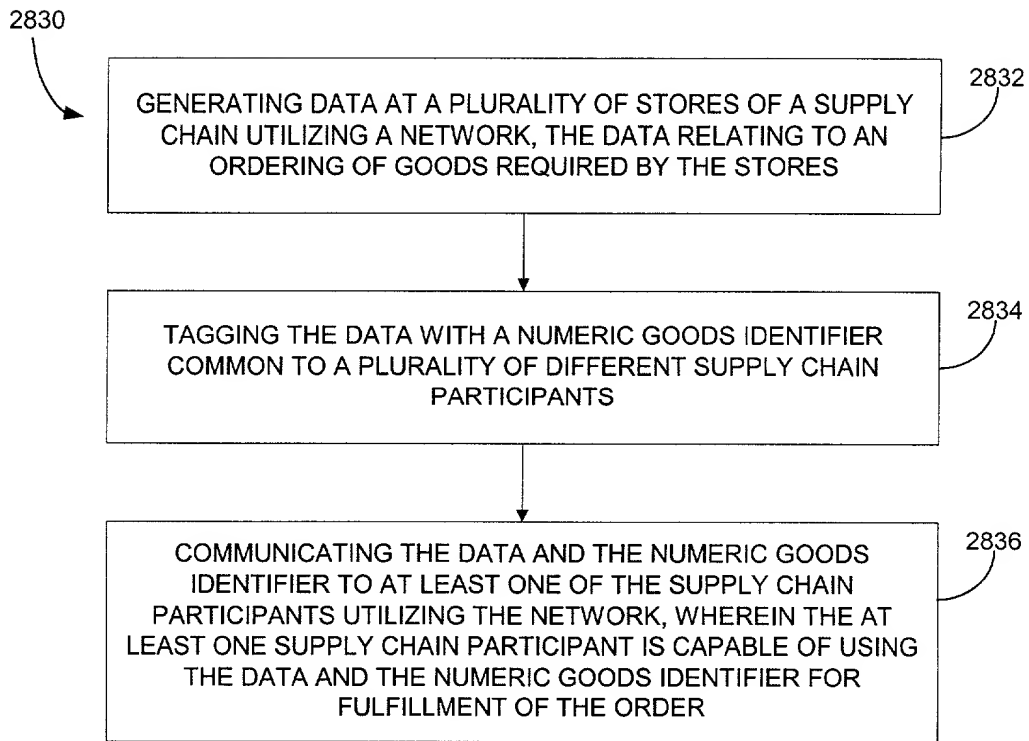 2830
2832
GENERATING DATA AT A PLURALITY OF STORES OF A SUPPLY
CHAIN UTILIZING A NETWORK, THE DATA RELATING TO AN
ORDERING OF GOODS REQUIRED BY THE STORES
2834
TAGGING THE DATA WITH A NUMERIC GOODS IDENTIFIER
COMMON TO A PLURALITY OF DIFFERENT SUPPLY CHAIN
PARTICIPANTS
2836
COMMUNICATING THE DATA AND THE NUMERIC GOODS
IDENTIFIER TO AT LEAST ONE OF THE SUPPLY CHAIN
PARTICIPANTS UTILIZING THE NETWORK, WHEREIN THE AT
LEAST ONE SUPPLY CHAIN PARTICIPANT IS CAPABLE OF USING
THE DATA AND THE NUMERIC GOODS IDENTIFIER FOR
FULFILLMENT OF THE ORDER